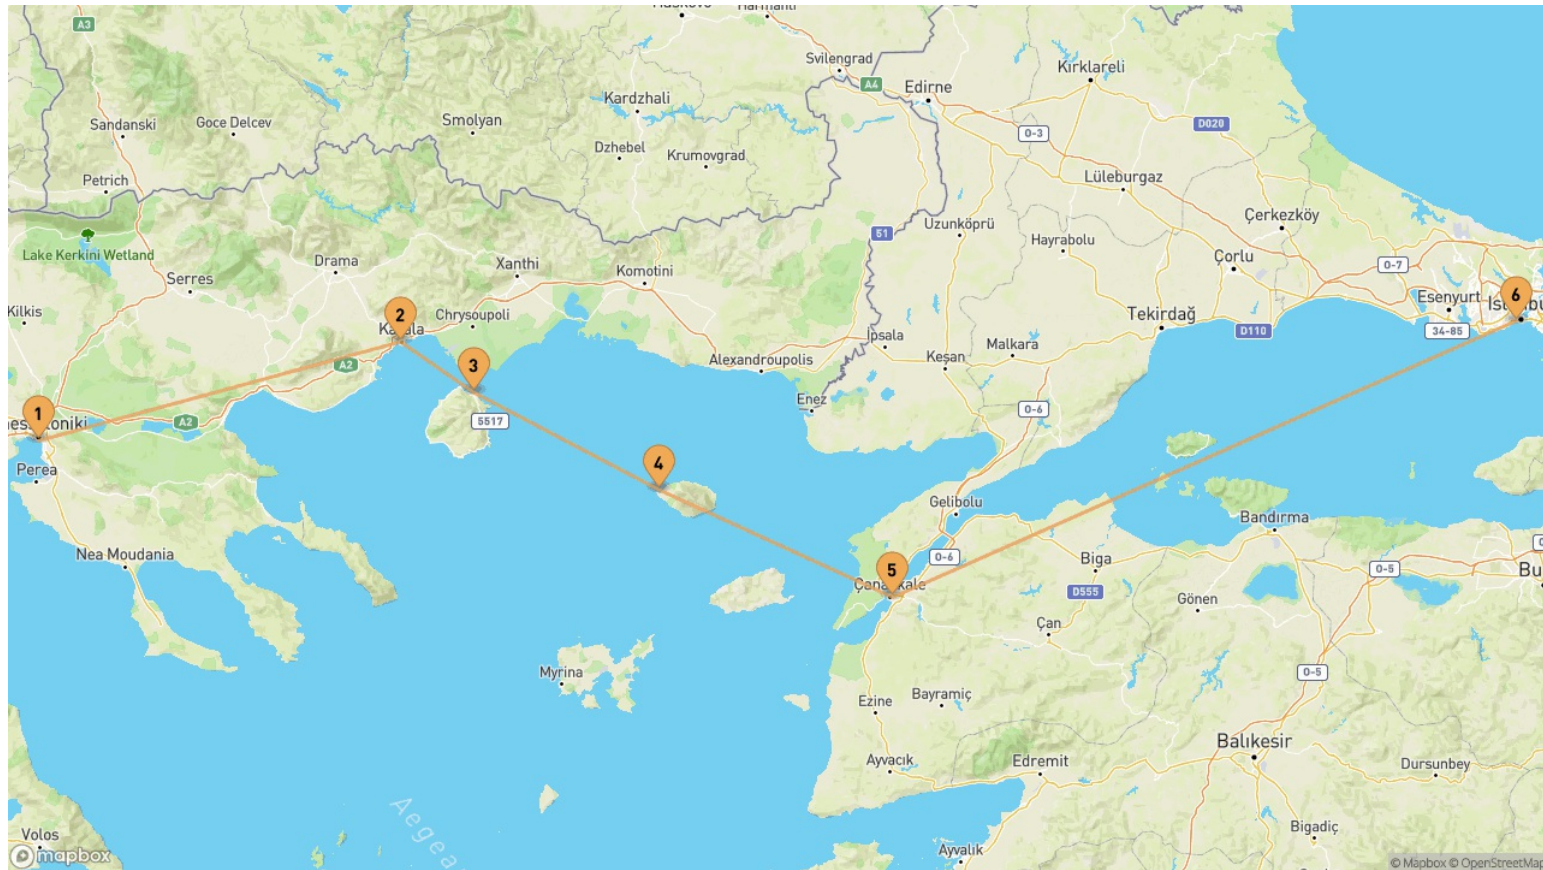 A3
Harmanli
Svilengrad
A4
Edirne
Kırklareli
Kardzhali
Sandanski
Goce Delcev
Smolyan
O-3
D020
Dzhebel
Krumovgrad
Petrich
Lüleburgaz
Çerkezköy
Uzunköprü
51
Hayrabolu
Lake Kerkini Wetland
Drama
Xanthi
Komotini
Çorlu
O-7
Serres
Esenyurt
6
Kilkis
2
Chrysoupoli
Tekirdağ
D110
34-85
İpsala
Malkara
Keşan
Alexandroupolis
A2
3
Enez
O-6
1
A2
5517
Perea
4
Gelibolu
Bandırma
Nea Moudania
O-6
Biga
O-5
5
D555
Gönen
Çan
Myrina
O-5
Ezine
Bayramiç
Balıkesir
Ayvacık
Edremit
Dursunbey
Bigadiç
Volos
Ayvalık
mapbox
© Mapbox © OpenStreetMap